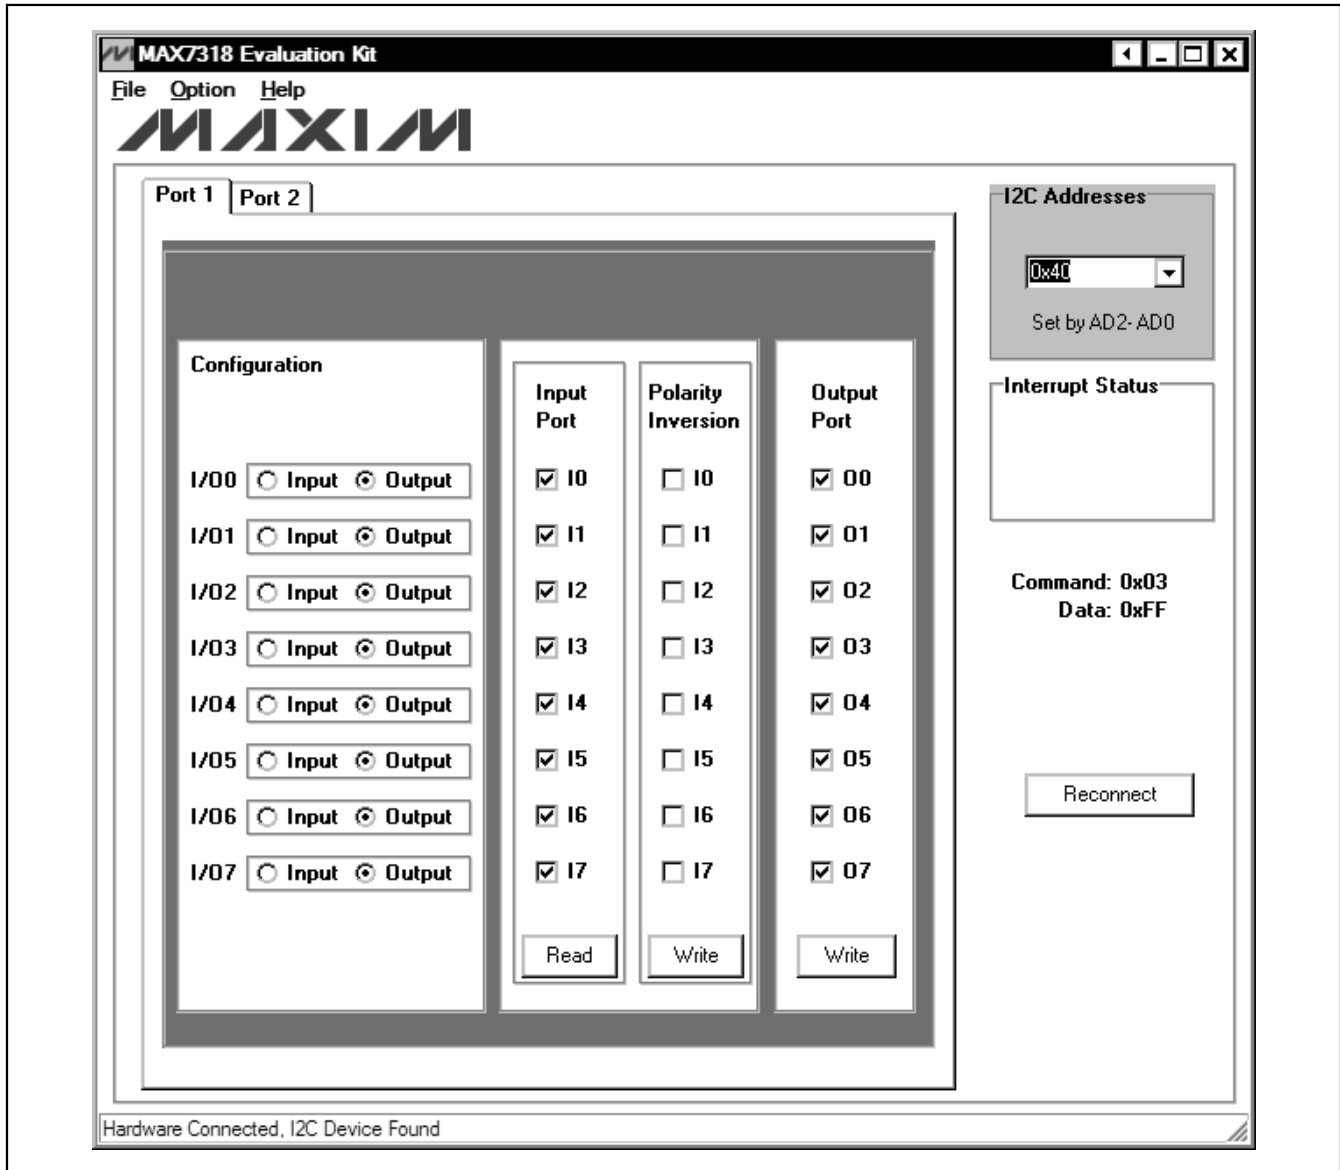 MAX7318 Evaluation Kit
File Option Help
MAXIM
Port 1 Port 2
I2C Addresses
0x40
Set by AD2- AD0
Interrupt Status
Command: 0x03
Data: 0xFF
Reconnect
Configuration
Input Port
Polarity Inversion
Output Port
I/O0 Input Output I0 I0 O0
I/O1 Input Output I1 I1 O1
I/O2 Input Output I2 I2 O2
I/O3 Input Output I3 I3 O3
I/O4 Input Output I4 I4 O4
I/O5 Input Output I5 I5 O5
I/O6 Input Output I6 I6 O6
I/O7 Input Output I7 I7 O7
Read Write Write
Hardware Connected, I2C Device Found